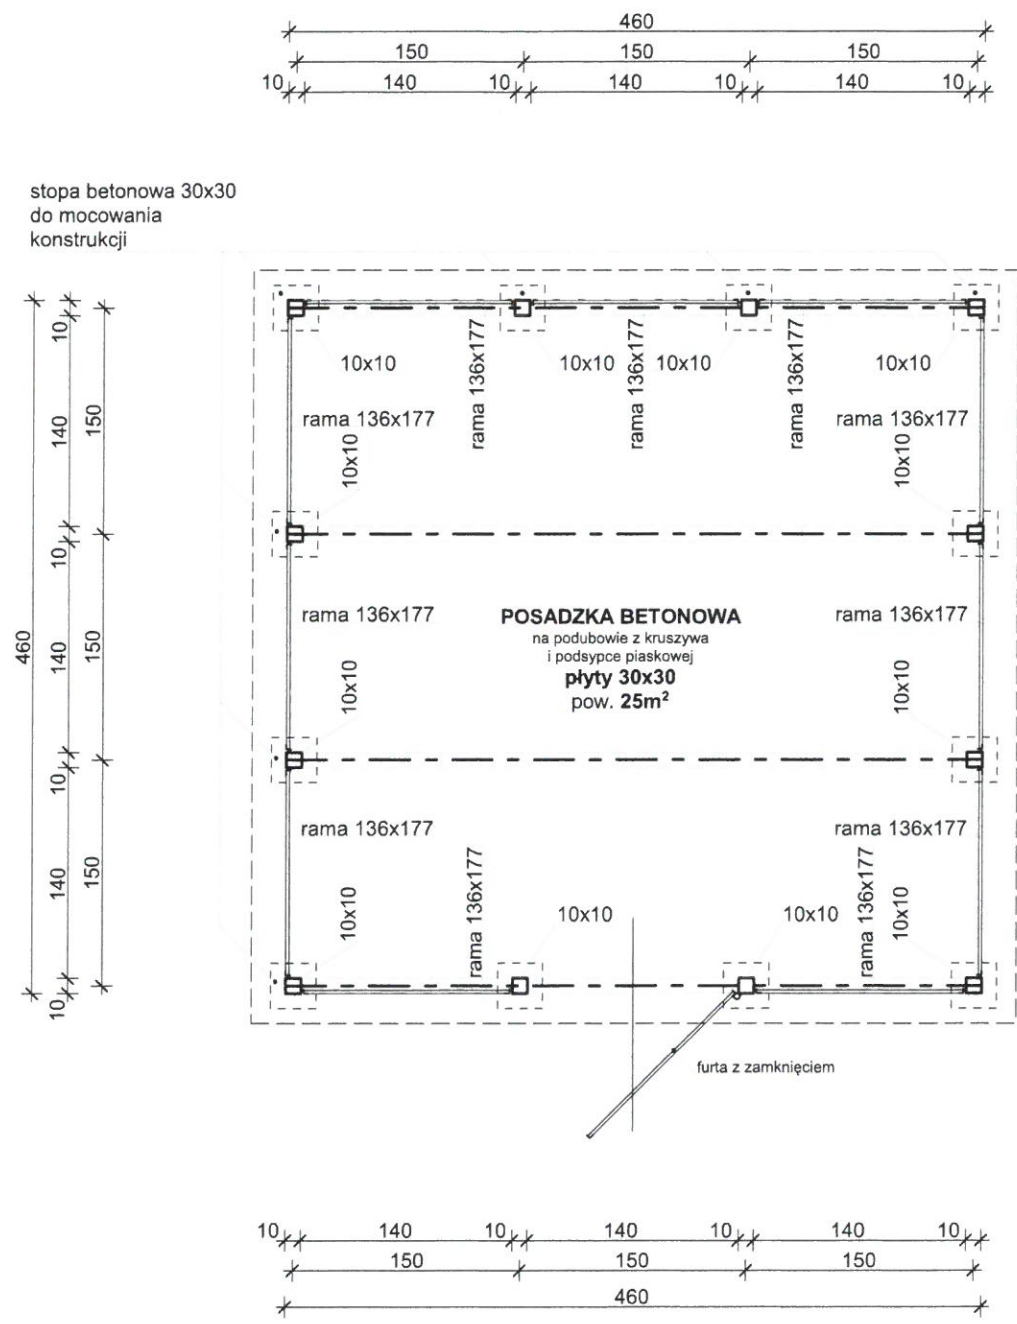 460
150 150 150
10 140 10 140 10 140 10
stopa betonowa 30x30
do mocowania
konstrukcji
10x10
10x10
10x10
10x10
rama 136x177
rama 136x177
rama 136x177
rama 136x177
rama 136x177
10x10
10x10
10
140
150
10
460
140
150
10
140
150
10
rama 136x177
POSADZKA BETONOWA
na podubowie z kruszywa
i podsypce piaskowej
płyty 30x30
pow. 25m²
rama 136x177
10x10
10x10
rama 136x177
rama 136x177
rama 136x177
rama 136x177
10x10
10x10
10x10
10x10
furta z zamknięciem
10 140 10 140 10 140 10
150 150 150
460